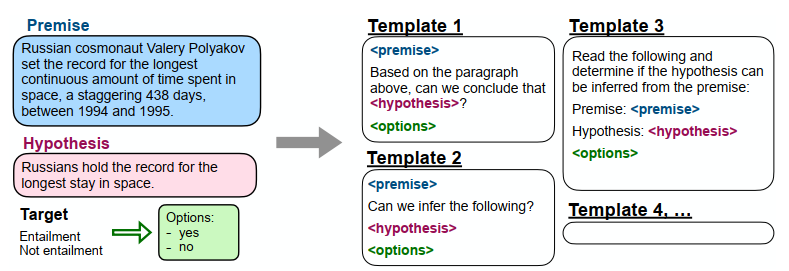 Premise
Russian cosmonaut Valery Polyakov
set the record for the longest
continuous amount of time spent in
space, a staggering 438 days,
between 1994 and 1995.
Hypothesis
Russians hold the record for the
longest stay in space.
Target
Entailment
Not entailment
Options:
- yes
- no
Template 1
<premise>
Based on the paragraph
above, can we conclude that
<hypothesis>?
<options>
Template 2
<premise>
Can we infer the following?
<hypothesis>
<options>
Template 3
Read the following and
determine if the hypothesis can
be inferred from the premise:
Premise: <premise>
Hypothesis: <hypothesis>
<options>
Template 4, ...